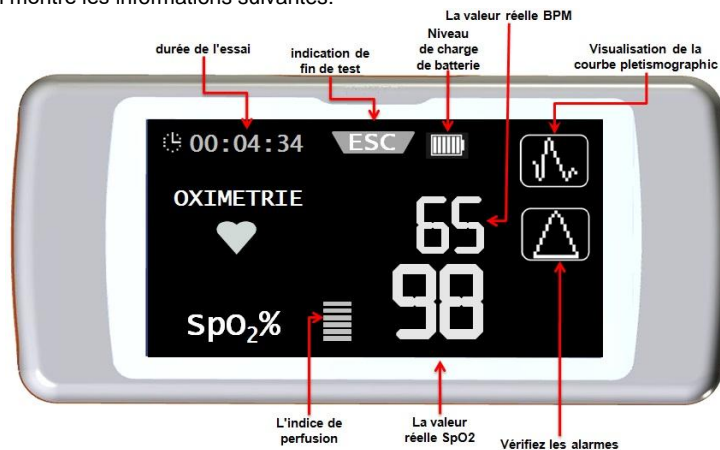 montre les informations suivantes.
La valeur réelle BPM
Niveau
de charge
de batterie
durée de l'essai
indication de
fin de test
Visualisation de la
courbe pletismographic
00:04:34
ESC
OXIMETRIE
65
98
SpO₂%
L'indice de
perfusion
La valeur
réelle SpO2
Vérifiez les alarmes